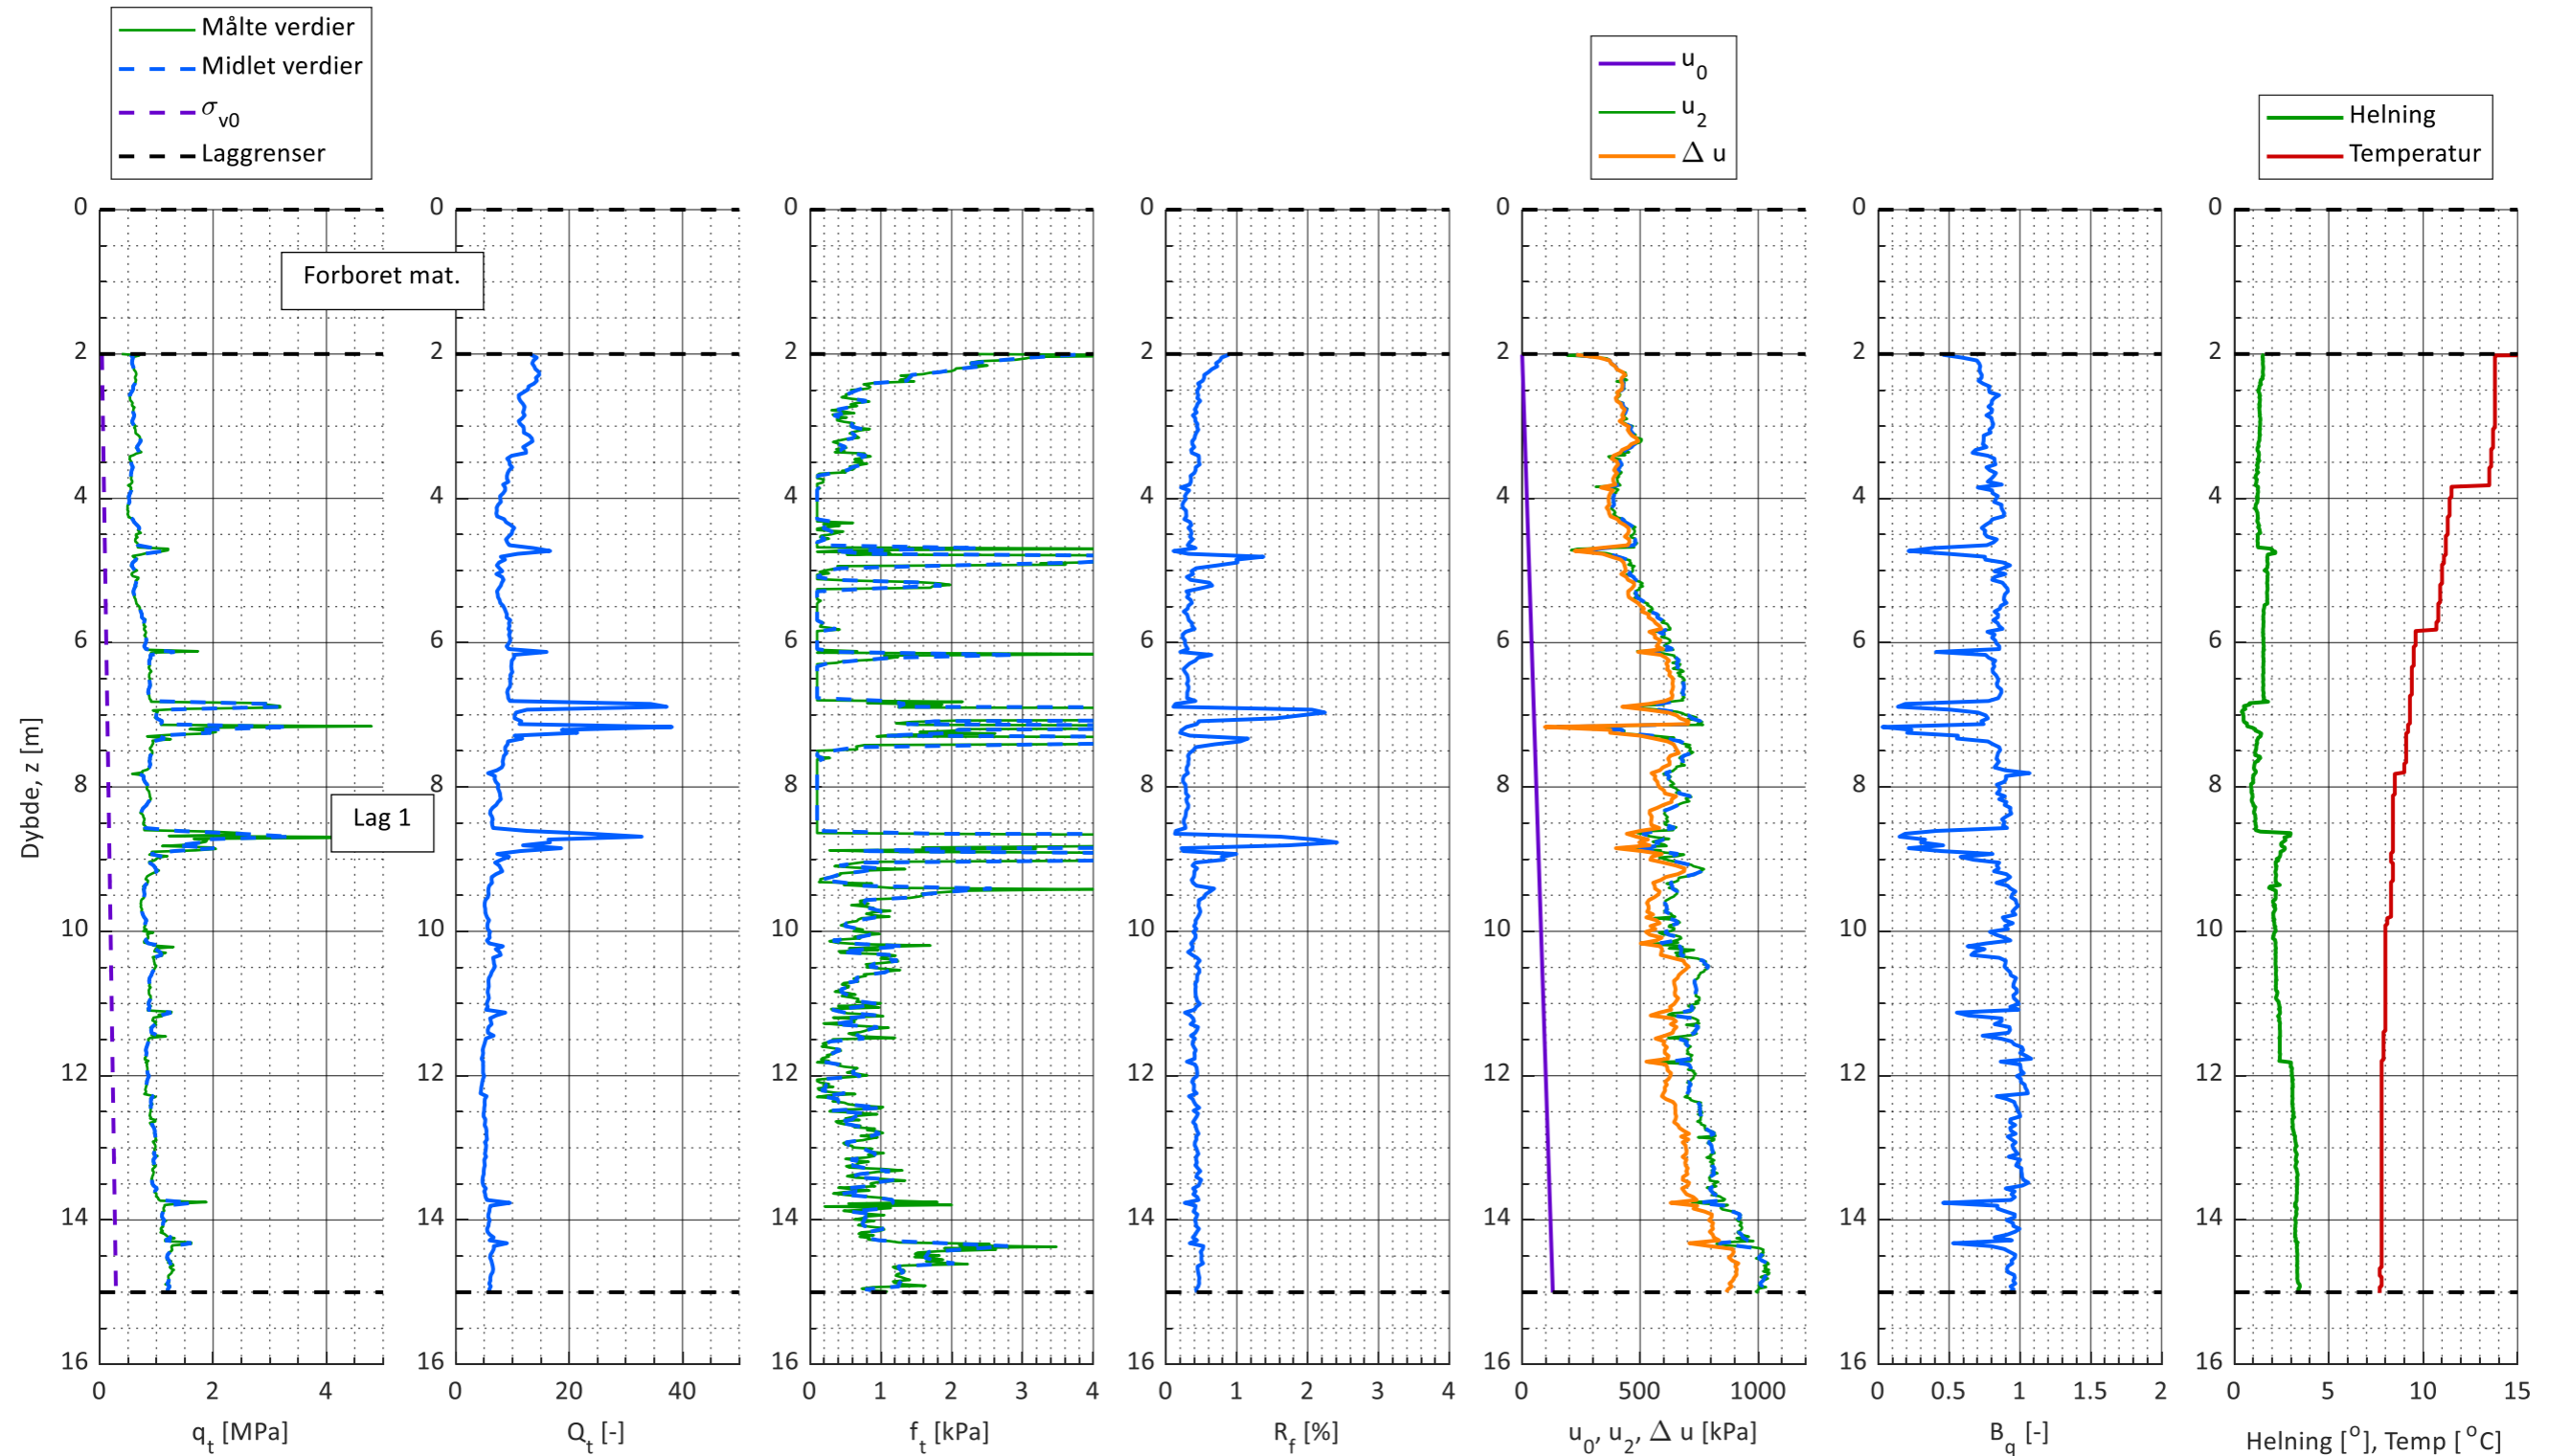 Målte verdier
Midlet verdier
σv0
Laggrenser
u0
u2
Δ u
Helning
Temperatur
0 0 0 0 0 0 0
Forboret mat.
2 2 2 2 2 2 2
4 4 4 4 4 4 4
6 6 6 6 6 6 6
Dybde, z [m]
8 8 8 8 8 8 8
Lag 1
10 10 10 10 10 10 10
12 12 12 12 12 12 12
14 14 14 14 14 14 14
16 16 16 16 16 16 16
0 2 4 0 20 40 0 1 2 3 4 0 1 2 3 4 0 500 1000 0 0.5 1 1.5 2 0 5 10 15
qt [MPa] Qt [-] ft [kPa] Rf [%] u0, u2, Δ u [kPa] Bq [-] Helning [o], Temp [oC]